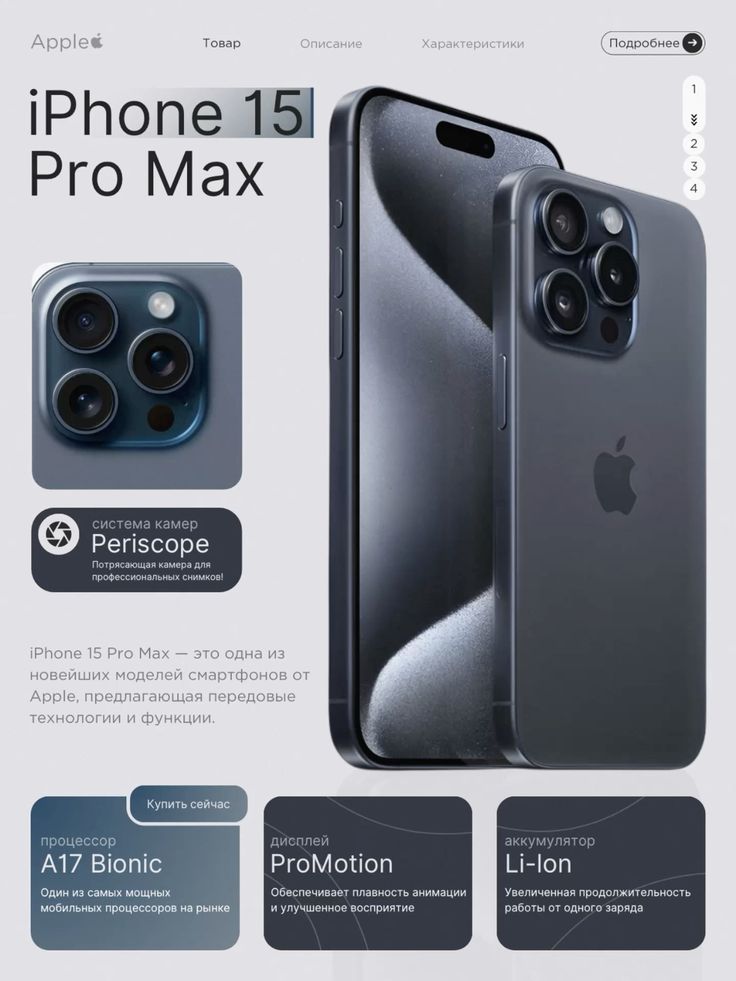 Apple
Товар
Описание
Характеристики
Подробнее
iPhone 15
Pro Max
1
2
3
4
система камер
Periscope
Потрясающая камера для
профессиональных снимков!
iPhone 15 Pro Max — это одна из
новейших моделей смартфонов от
Apple, предлагающая передовые
технологии и функции.
Купить сейчас
процессор
A17 Bionic
Один из самых мощных
мобильных процессоров на рынке
дисплей
ProMotion
Обеспечивает плавность анимации
и улучшенное восприятие
аккумулятор
Li-Ion
Увеличенная продолжительность
работы от одного заряда